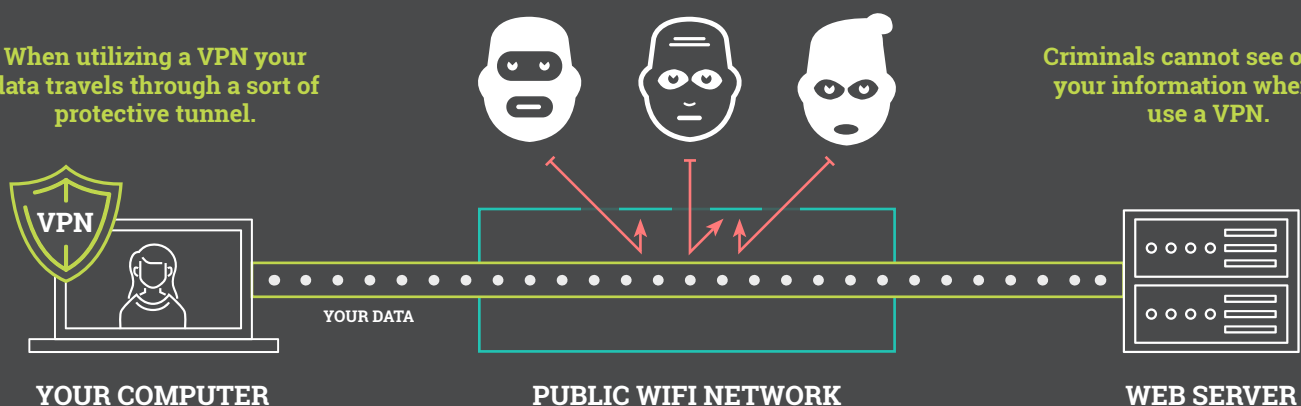 When utilizing a VPN your
data travels through a sort of
protective tunnel.
Criminals cannot see
your information
use a VPN.
VPN
YOUR DATA
YOUR COMPUTER
PUBLIC WIFI NETWORK
WEB SERVER